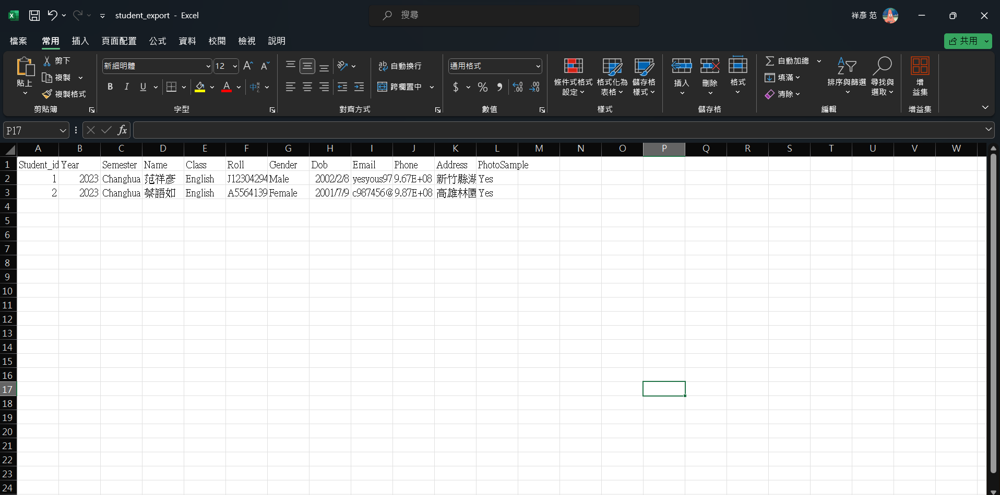 student_export - Excel
搜尋
祥彥 范
檔案 常用 插入 頁面配置 公式 資料 校閱 檢視 說明
共用
貼上
剪下
複製
複製格式
剪貼簿
新細明體 12
B I U
字型
自動換行
跨欄置中
對齊方式
通用格式
$ % 9 .00 .00
數值
條件式格式設定
格式化為表格
儲存格樣式
樣式
插入
刪除
格式
儲存格
自動加總
填滿
清除
排序與篩選
尋找與選取
編輯
增益集
增益集
P17 fx
A B C D E F G H I J K L M N O P Q R S T U V W
1 Student_id Year Semester Name Class Roll Gender Dob Email Phone Address PhotoSample
2 1 2023 Changhua 范祥彥 English J12304294 Male 2002/2/8 yesyous97 9.67E+08 新竹縣湖 Yes
3 2 2023 Changhua 蔡語如 English A5564139 Female 2001/7/9 c987456@ 9.87E+08 高雄林園 Yes
4
5
6
7
8
9
10
11
12
13
14
15
16
17
18
19
20
21
22
23
24